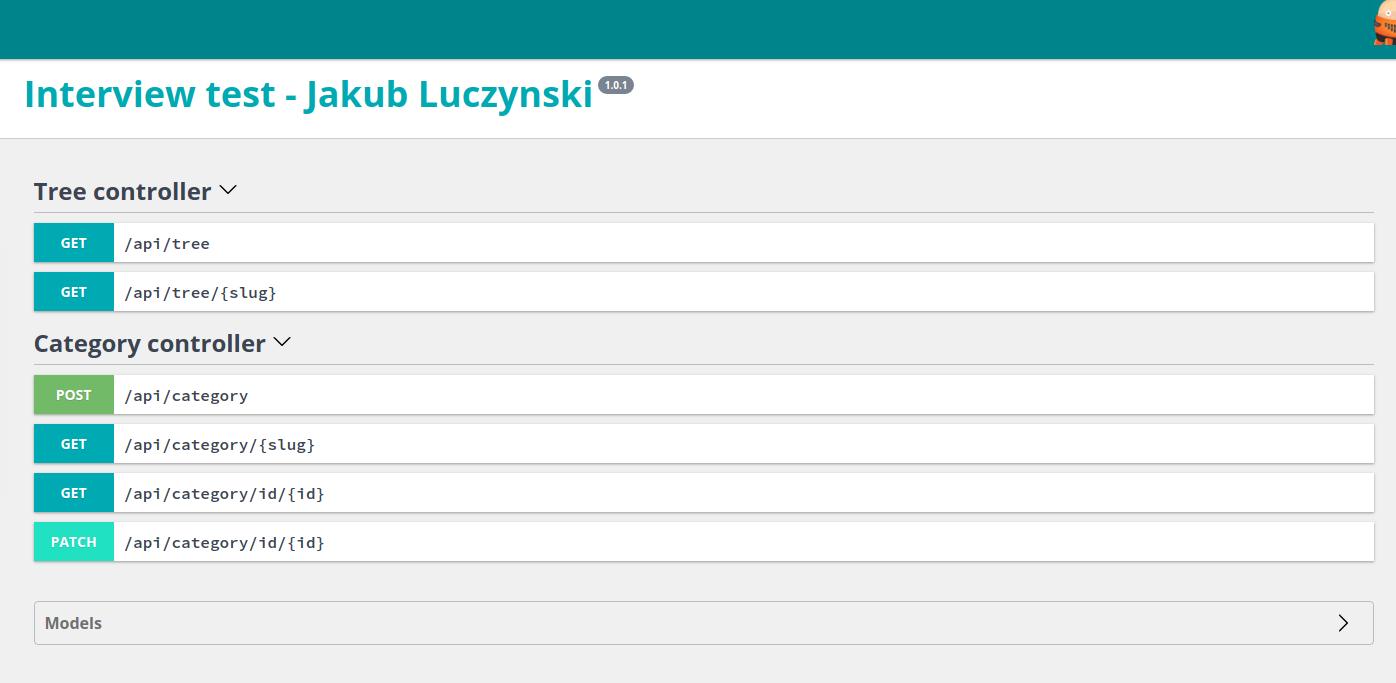 Interview test - Jakub Luczynski 1.0.1
Tree controller
GET /api/tree
GET /api/tree/{slug}
Category controller
POST /api/category
GET /api/category/{slug}
GET /api/category/id/{id}
PATCH /api/category/id/{id}
Models